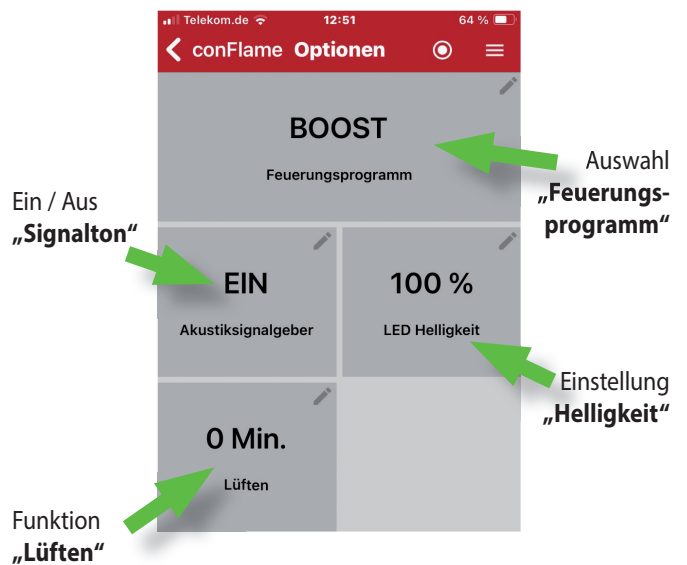 Telekom.de 12:51 64 %
conFlame Optionen
BOOST
Feuerungsprogramm
Auswahl
„Feuerungs-
programm“
Ein / Aus
„Signalton“
EIN
Akustiksignalgeber
100 %
LED Helligkeit
Einstellung
„Helligkeit“
0 Min.
Lüften
Funktion
„Lüften“